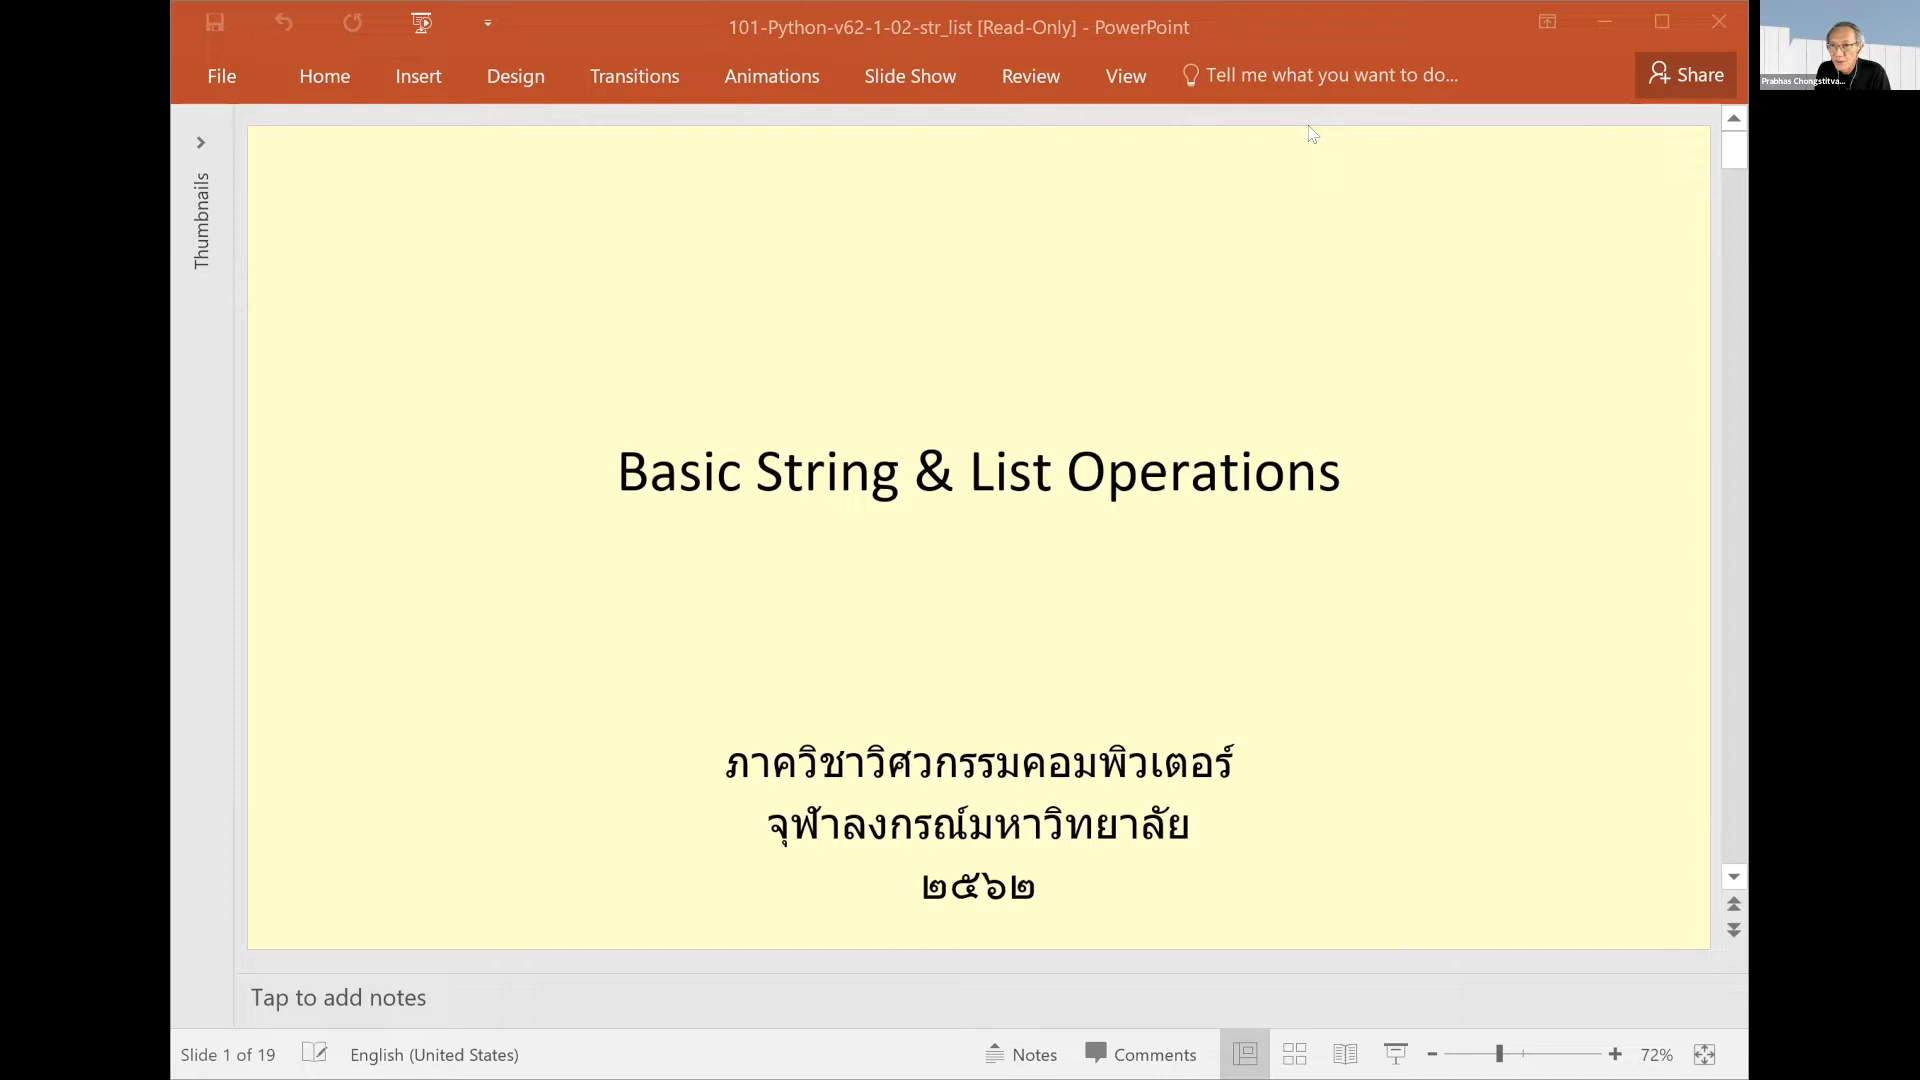 101-Python-v62-1-02-str_list [Read-Only] - PowerPoint
File Home Insert Design Transitions Animations Slide Show Review View Tell me what you want to do... Share
Prabhas Chongstitva...
Thumbnails
Basic String & List Operations
ภาควิชาวิศวกรรมคอมพิวเตอร์
จุฬาลงกรณ์มหาวิทยาลัย
๒๕๖๒
Tap to add notes
Slide 1 of 19 English (United States) Notes Comments 72%